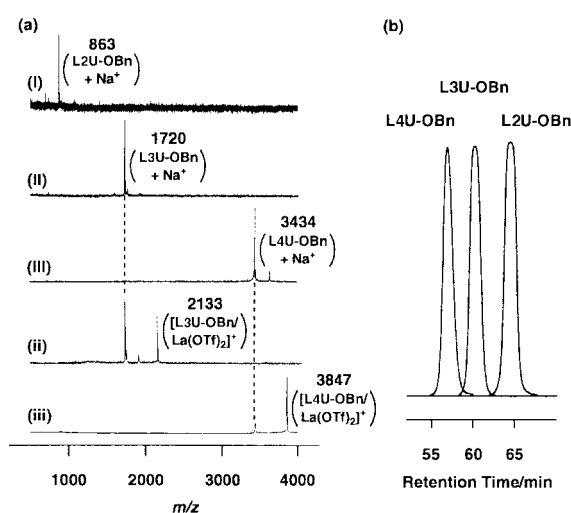 (a)
863
(L2U-OBn
+ Na⁺)
(I)
1720
(L3U-OBn
+ Na⁺)
(II)
3434
(L4U-OBn
+ Na⁺)
(III)
2133
([L3U-OBn/
La(OTf)₂]⁺)
(ii)
3847
([L4U-OBn/
La(OTf)₂]⁺)
(iii)
1000 2000 3000 4000
m/z
(b)
L3U-OBn
L4U-OBn L2U-OBn
55 60 65
Retention Time/min